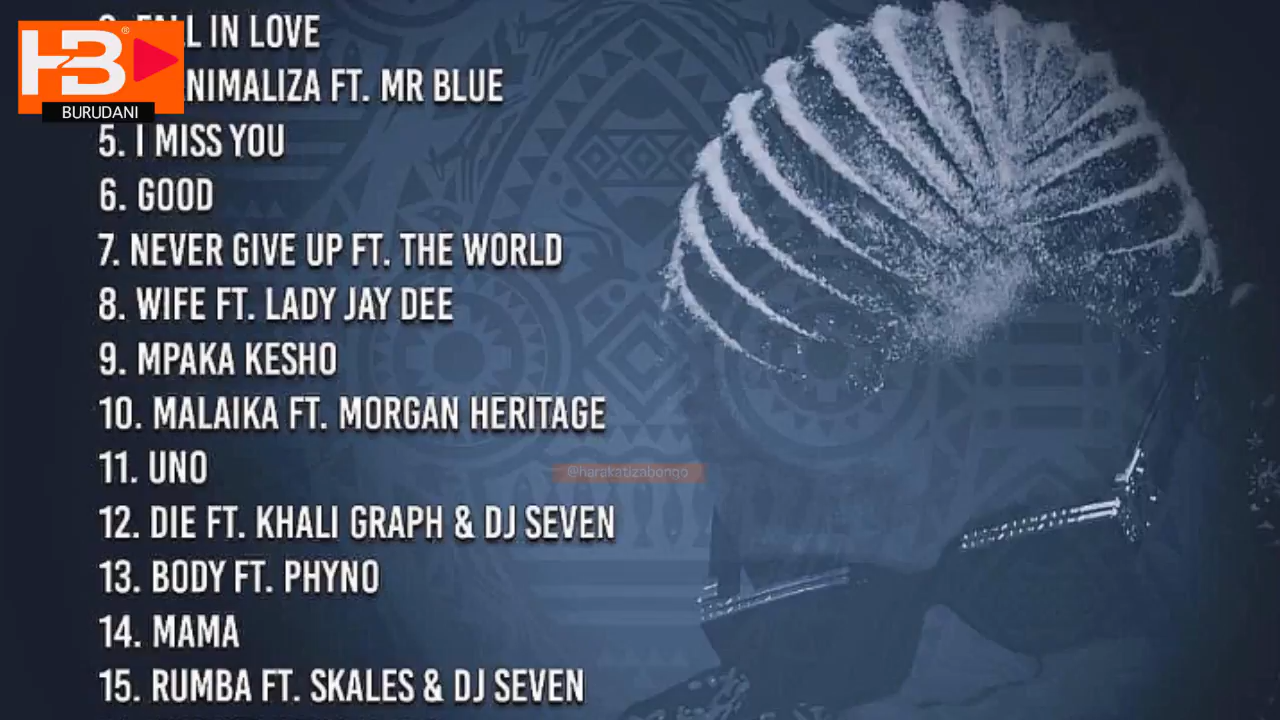 HB®
BURUDANI
IN LOVE
FT. MR BLUE
5. I MISS YOU
6. GOOD
7. NEVER GIVE UP FT. THE WORLD
8. WIFE FT. LADY JAY DEE
9. MPAKA KESHO
10. MALAIKA FT. MORGAN HERITAGE
11. UNO
@harakatizabongo
12. DIE FT. KHALI GRAPH & DJ SEVEN
13. BODY FT. PHYNO
14. MAMA
15. RUMBA FT. SKALES & DJ SEVEN